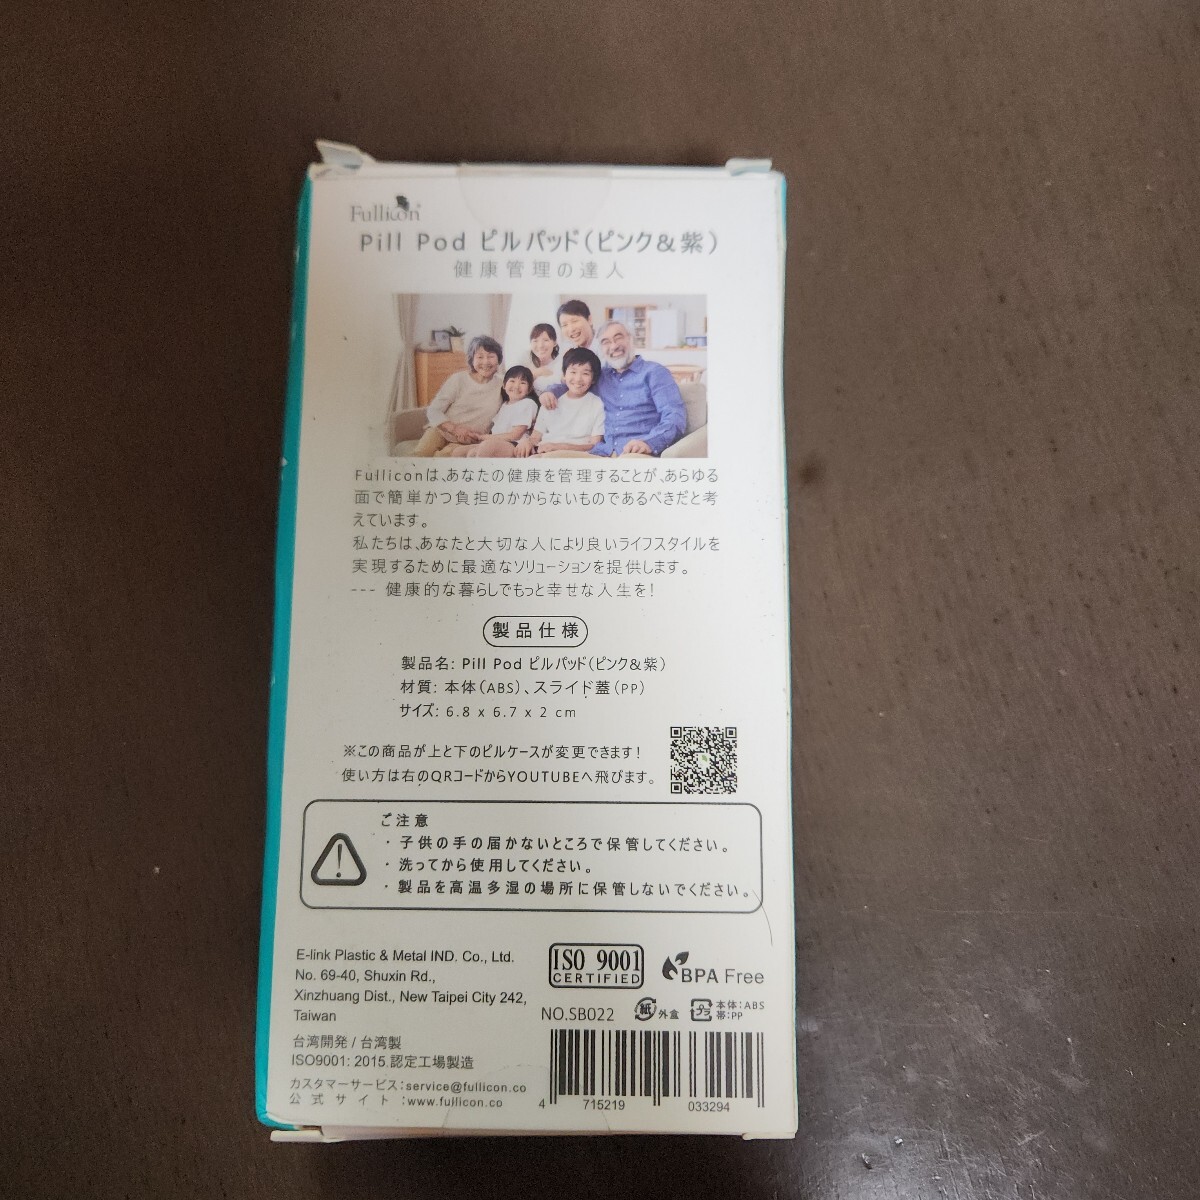 Fullicon®
Pill Pod ピルパッド(ピンク&紫)
健康管理の達人
Fulliconは、あなたの健康を管理することが、あらゆる
面で簡単かつ負担のかからないものであるべきだと考
えています。
私たちは、あなたと大切な人により良いライフスタイルを
実現するために最適なソリューションを提供します。
--- 健康的な暮らしでもっと幸せな人生を!
製品仕様
製品名: Pill Pod ピルパッド(ピンク&紫)
材質: 本体(ABS)、スライド蓋(PP)
サイズ: 6.8 x 6.7 x 2 cm
※この商品が上と下のピルケースが変更できます!
使い方は右のQRコードからYOUTUBEへ飛びます。
ご注意
・子供の手の届かないところで保管してください。
・洗ってから使用してください。
・製品を高温多湿の場所に保管しないでください。
E-link Plastic & Metal IND. Co., Ltd.
No. 69-40, Shuxin Rd.,
Xinzhuang Dist., New Taipei City 242,
Taiwan
台湾開発 / 台湾製
ISO9001: 2015 認定工場製造
カスタマーサービス:service@fullicon.co
公式サイト:www.fullicon.co
ISO 9001
CERTIFIED
BPA Free
NO.SB022
紙 外盒
プラ 本体:ABS
帯:PP
4 715219 033294